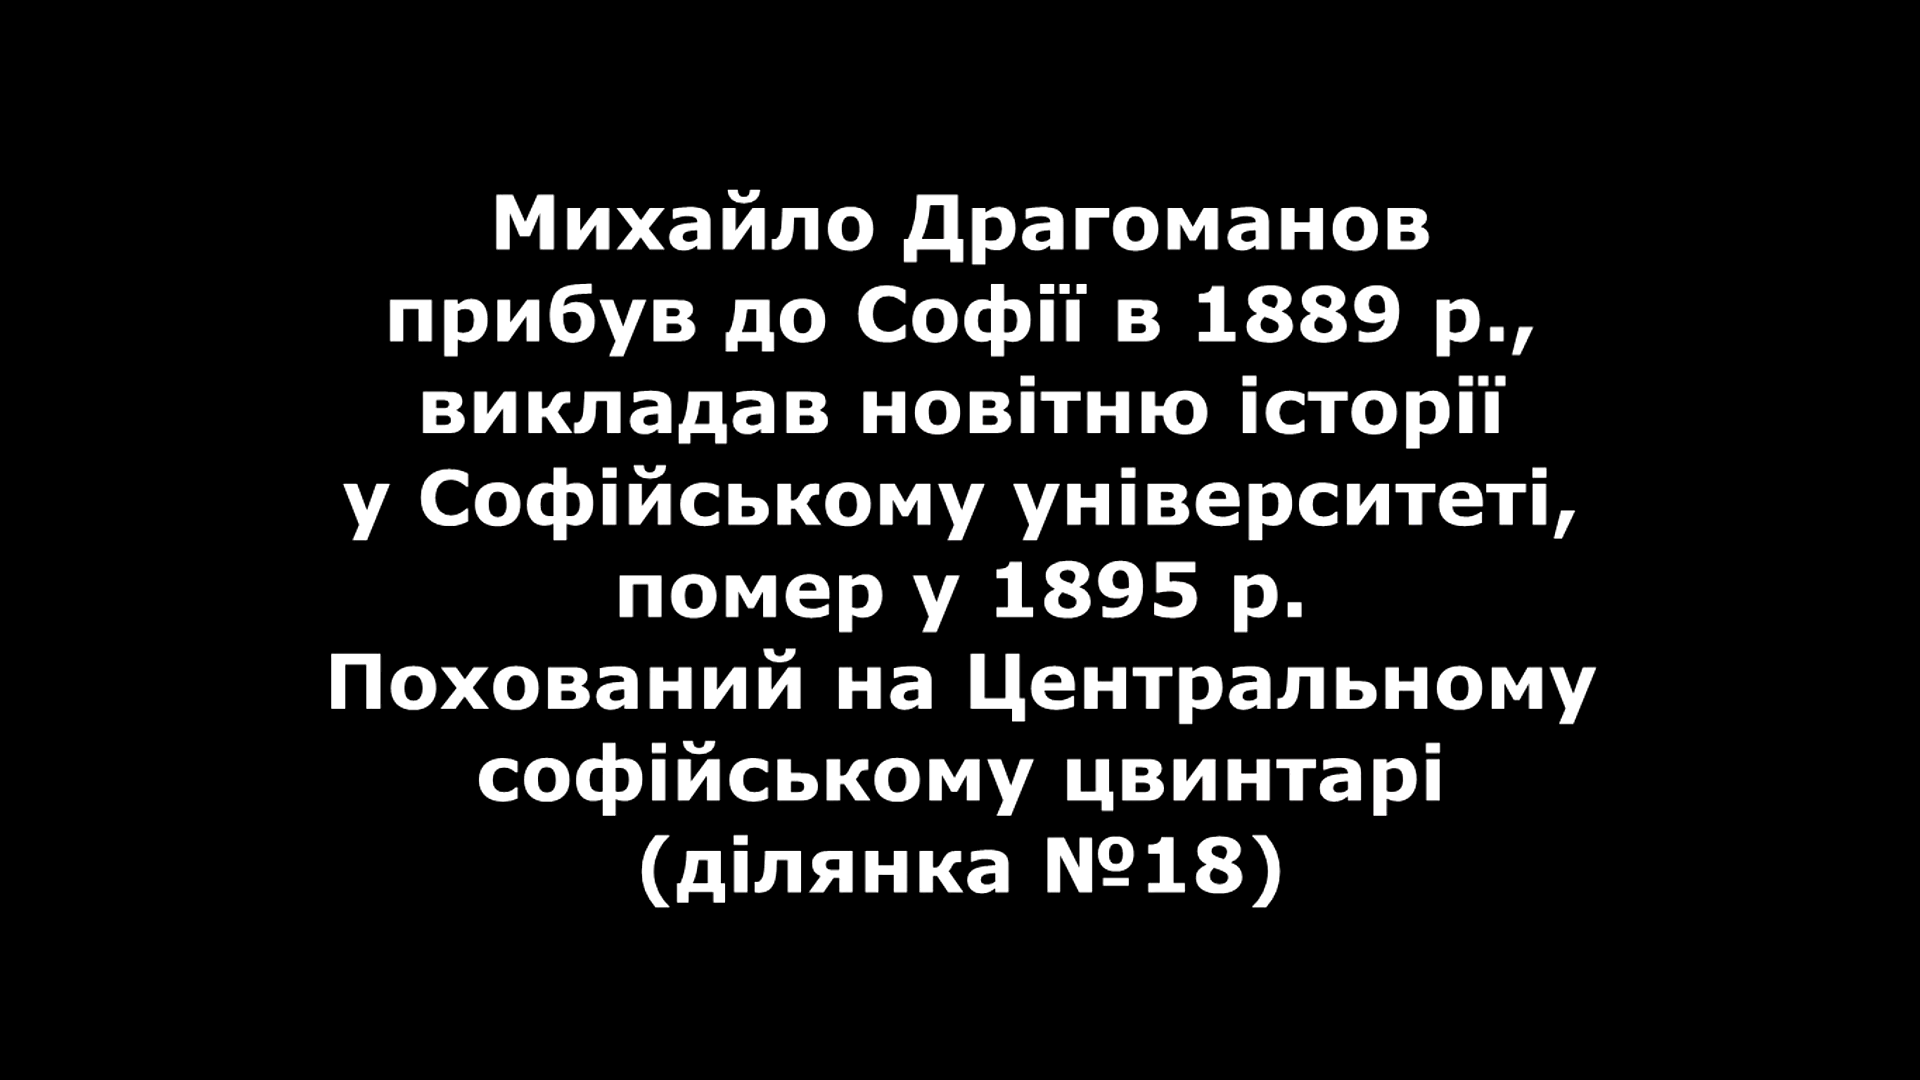 Михайло Драгоманов
прибув до Софії в 1889 р.,
викладав новітню історії
у Софійському університеті,
помер у 1895 р.
Похований на Центральному
софійському цвинтарі
(ділянка №18)